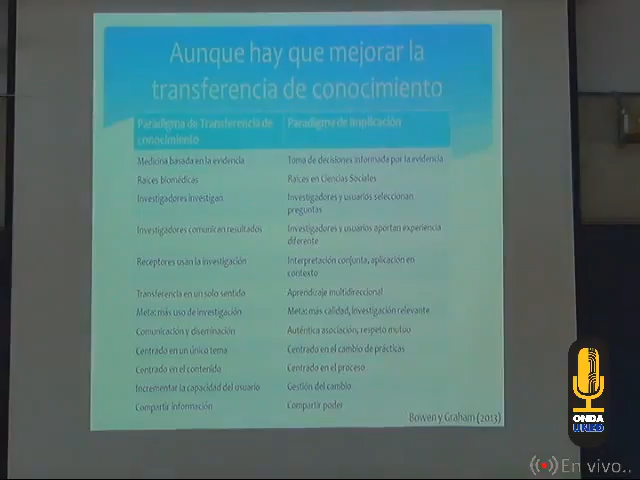 Aunque hay que mejorar la
transferencia de conocimiento
Paradigma de Transferencia de
conocimiento
Paradigma de Implicación
Medicina basada en la evidencia
Toma de decisiones informada por la evidencia
Raíces biomédicas
Raíces en Ciencias Sociales
Investigadores investigan
Investigadores y usuarios seleccionan
preguntas
Investigadores comunican resultados
Investigadores y usuarios aportan experiencia
diferente
Receptores usan la investigación
Interpretación conjunta, aplicación en
contexto
Transferencia en un solo sentido
Aprendizaje multidireccional
Meta: más uso de investigación
Meta: más calidad, investigación relevante
Comunicación y diseminación
Auténtica asociación, respeto mutuo
Centrado en un único tema
Centrado en el cambio de prácticas
Centrado en el contenido
Centrado en el proceso
Incrementar la capacidad del usuario
Gestión del cambio
Compartir información
Compartir poder
Bowen y Graham (2013)
ONDA
UNED
En vivo..